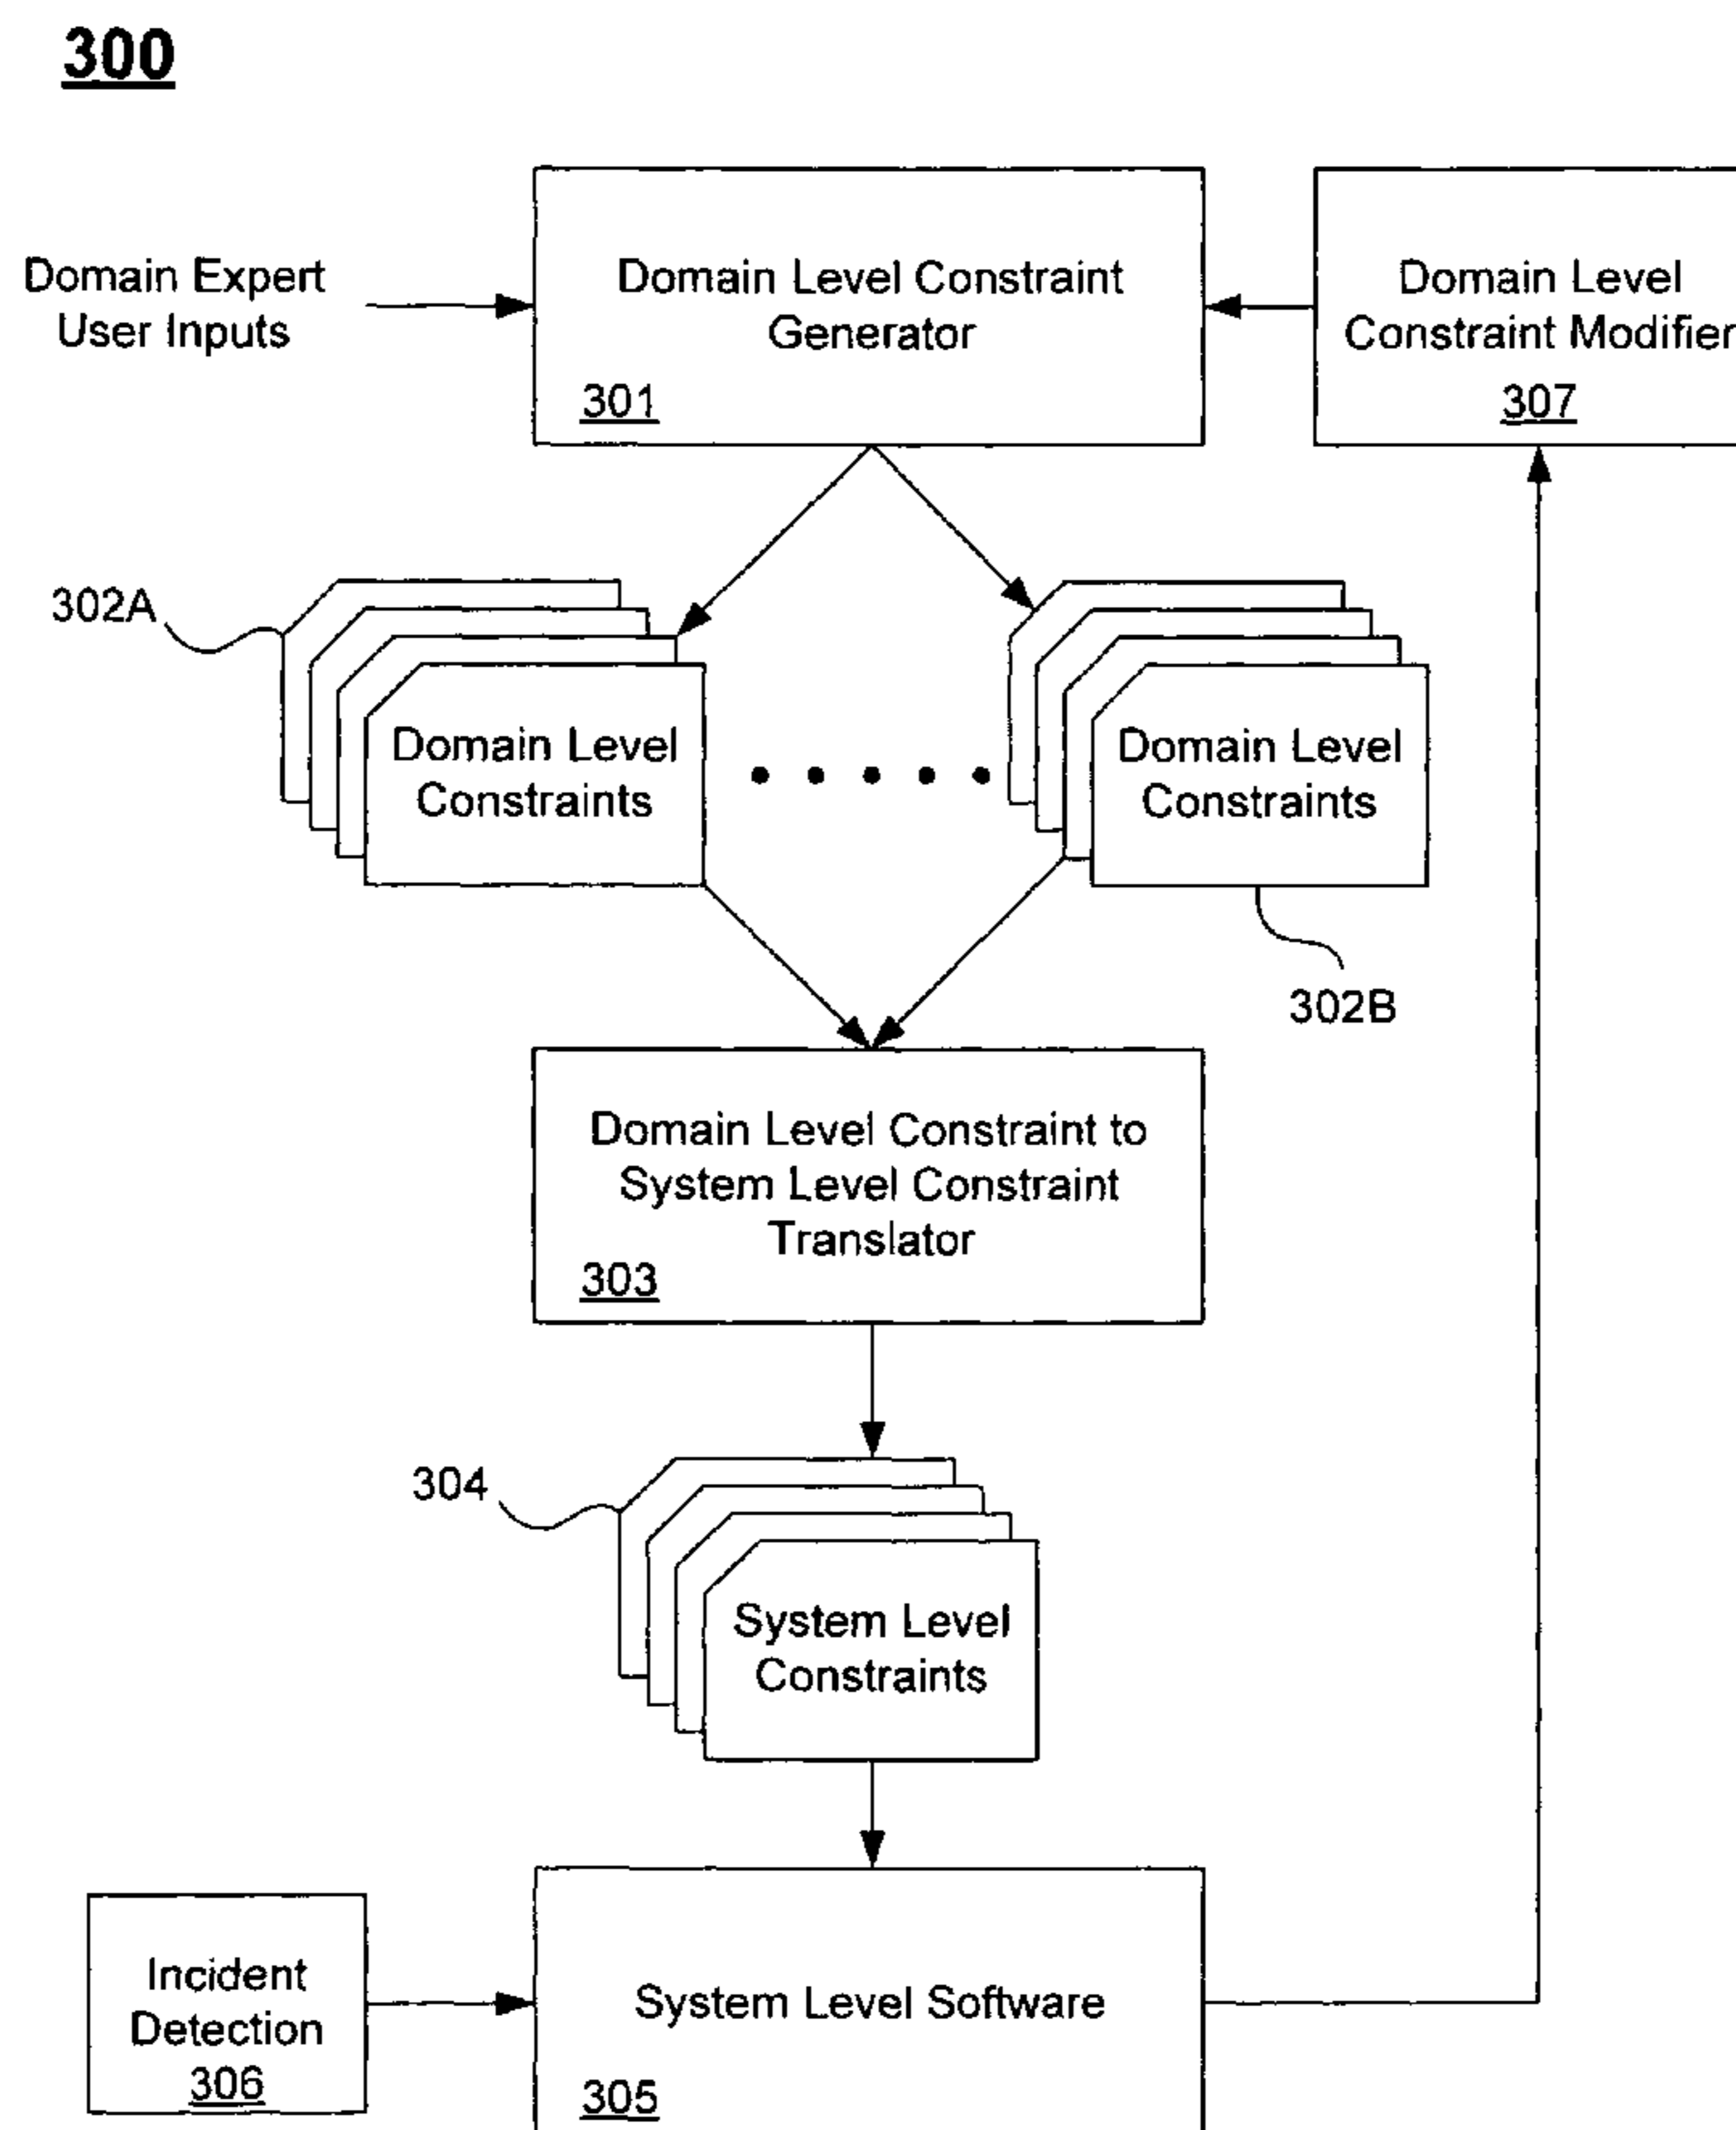 300
Domain Expert
User Inputs
Domain Level Constraint
Generator
301
Domain Level
Constraint Modifier
307
302A
Domain Level
Constraints
Domain Level
Constraints
302B
Domain Level Constraint to
System Level Constraint
Translator
303
304
System Level
Constraints
Incident
Detection
306
System Level Software
305